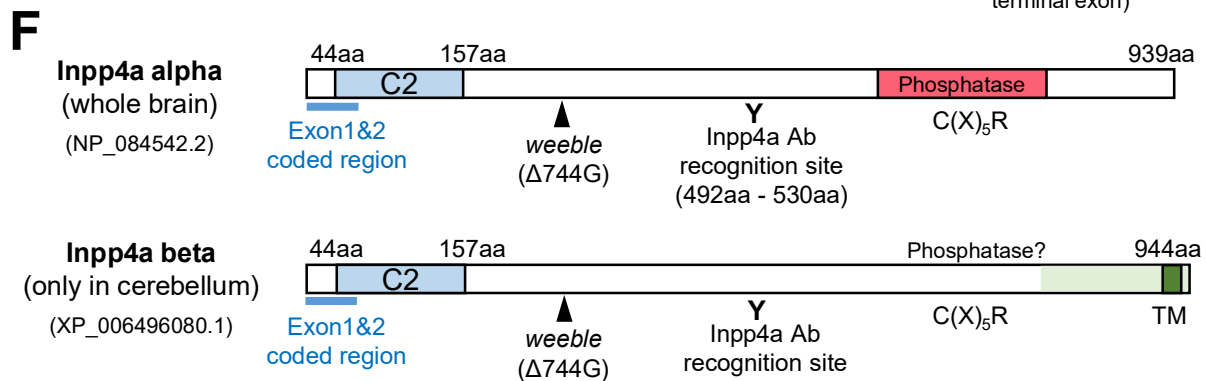 terminal exon)
F
44aa 157aa 939aa
Inpp4a alpha
(whole brain)
(NP_084542.2)
C2
Phosphatase
Exon1&2
coded region
weeble
(Δ744G)
Y
Inpp4a Ab
recognition site
(492aa - 530aa)
C(X)5R
44aa 157aa Phosphatase? 944aa
Inpp4a beta
(only in cerebellum)
(XP_006496080.1)
C2
Exon1&2
coded region
weeble
(Δ744G)
Y
Inpp4a Ab
recognition site
C(X)5R
TM